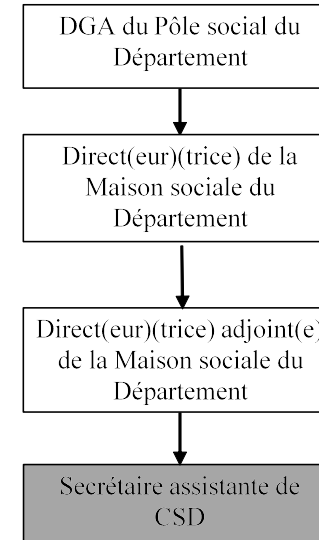 DGA du Pôle social du
Département
Direct(eur)(trice) de la
Maison sociale du
Département
Direct(eur)(trice) adjoint(e)
de la Maison sociale du
Département
Secrétaire assistante de
CSD